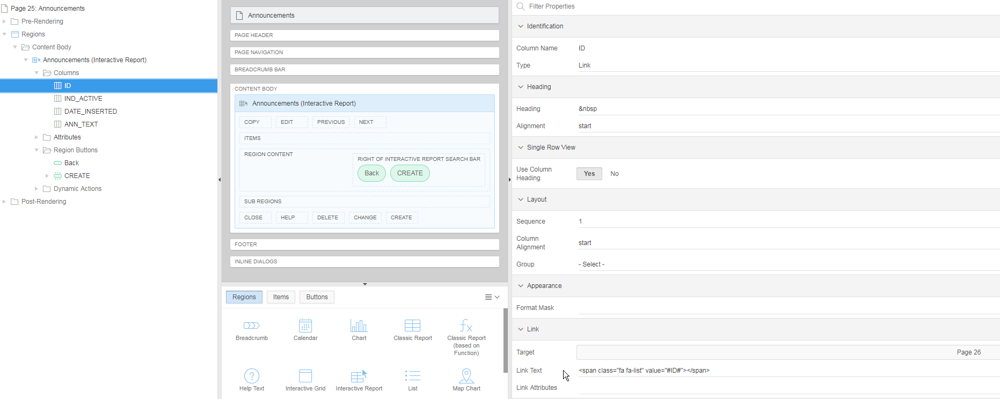 Page 25: Announcements
Pre-Rendering
Regions
Content Body
Announcements (Interactive Report)
Columns
ID
IND_ACTIVE
DATE_INSERTED
ANN_TEXT
Attributes
Region Buttons
Back
CREATE
Dynamic Actions
Post-Rendering
Announcements
PAGE HEADER
PAGE NAVIGATION
BREADCRUMB BAR
CONTENT BODY
Announcements (Interactive Report)
COPY EDIT PREVIOUS NEXT
ITEMS
REGION CONTENT
RIGHT OF INTERACTIVE REPORT SEARCH BAR
Back CREATE
SUB REGIONS
CLOSE HELP DELETE CHANGE CREATE
FOOTER
INLINE DIALOGS
Regions Items Buttons
Breadcrumb Calendar Chart Classic Report Classic Report
(based on
Function)
Help Text Interactive Grid Interactive Report List Map Chart
Filter Properties
Identification
Column Name ID
Type Link
Heading
Heading &nbsp
Alignment start
Single Row View
Use Column
Heading
Yes No
Layout
Sequence 1
Column
Alignment
start
Group - Select -
Appearance
Format Mask
Link
Target Page 26
Link Text <span class="fa fa-list" value="#ID#"></span>
Link Attributes